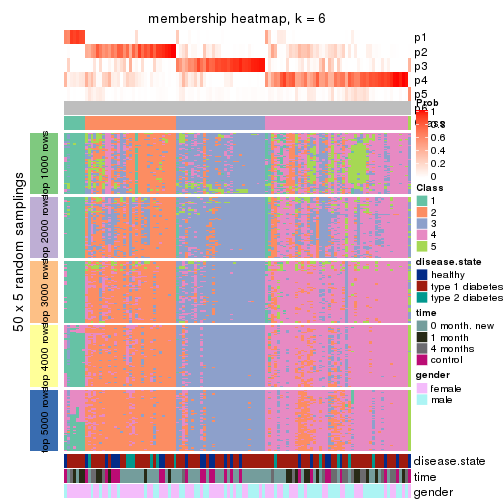 membership heatmap, k = 6
p1
p2
p3
p4
p5
50 x 5 random samplings
top 1000 rows
top 2000 rows
top 3000 rows
top 4000 rows
top 5000 rows
Prob
1
0.8
0.6
0.4
0.2
0
Class
1
2
3
4
5
disease.state
healthy
type 1 diabetes
type 2 diabetes
time
0 month, new
1 month
4 months
control
gender
female
male
disease.state
time
gender